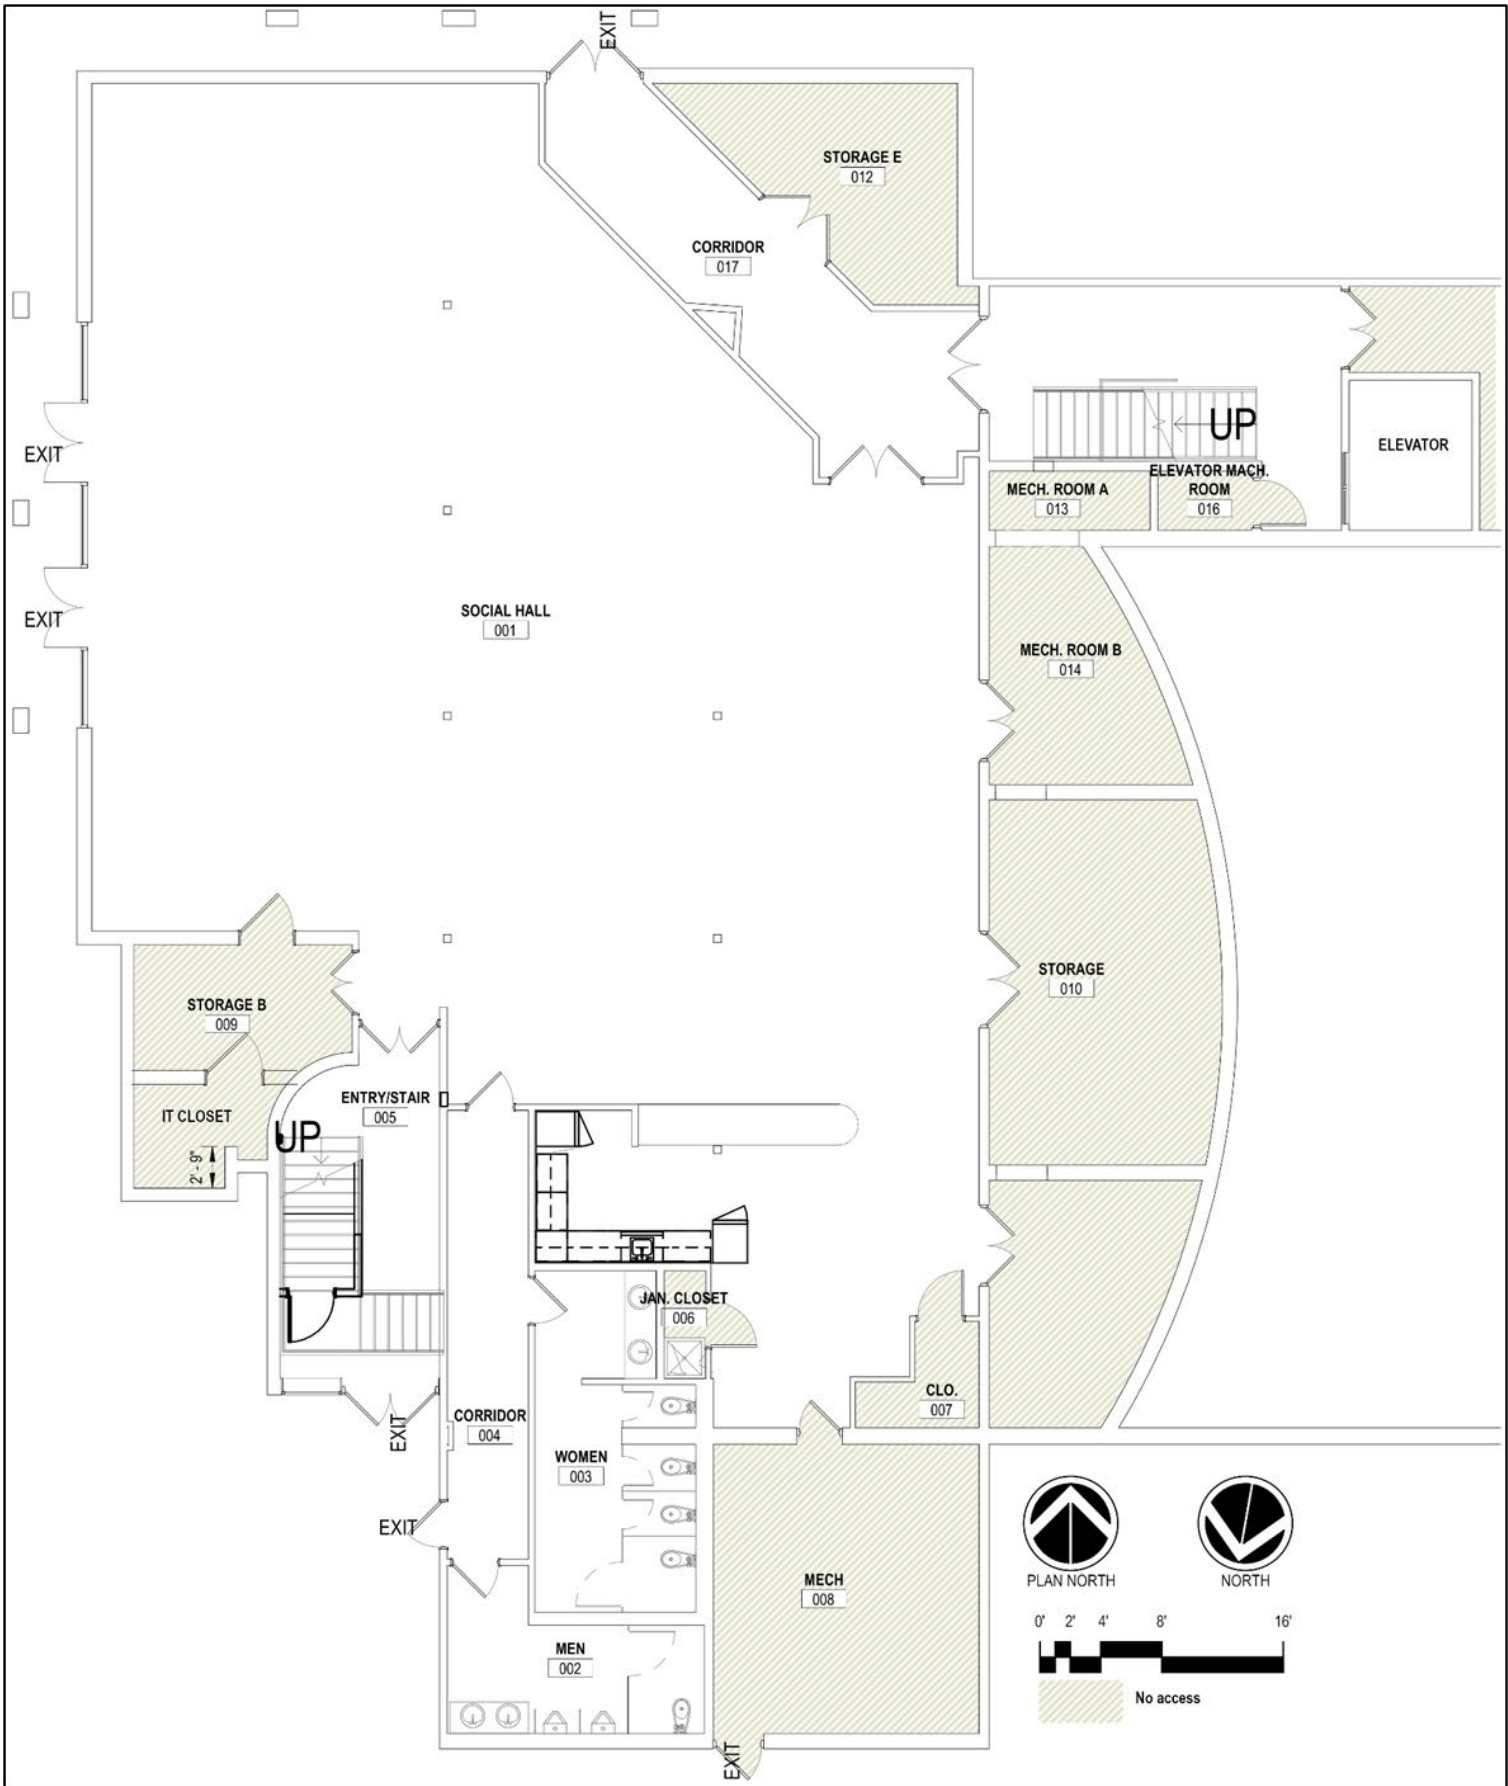 EXIT
STORAGE E
012
CORRIDOR
017
UP
EXIT
ELEVATOR
ELEVATOR MACH.
ROOM
016
MECH. ROOM A
013
EXIT
SOCIAL HALL
001
MECH. ROOM B
014
STORAGE
010
STORAGE B
009
ENTRY/STAIR
005
IT CLOSET
UP
2' - 9"
JAN. CLOSET
006
CLO.
007
CORRIDOR
004
EXIT
WOMEN
003
EXIT
MECH
008
PLAN NORTH
NORTH
MEN
002
0' 2' 4' 8' 16'
No access
EXIT